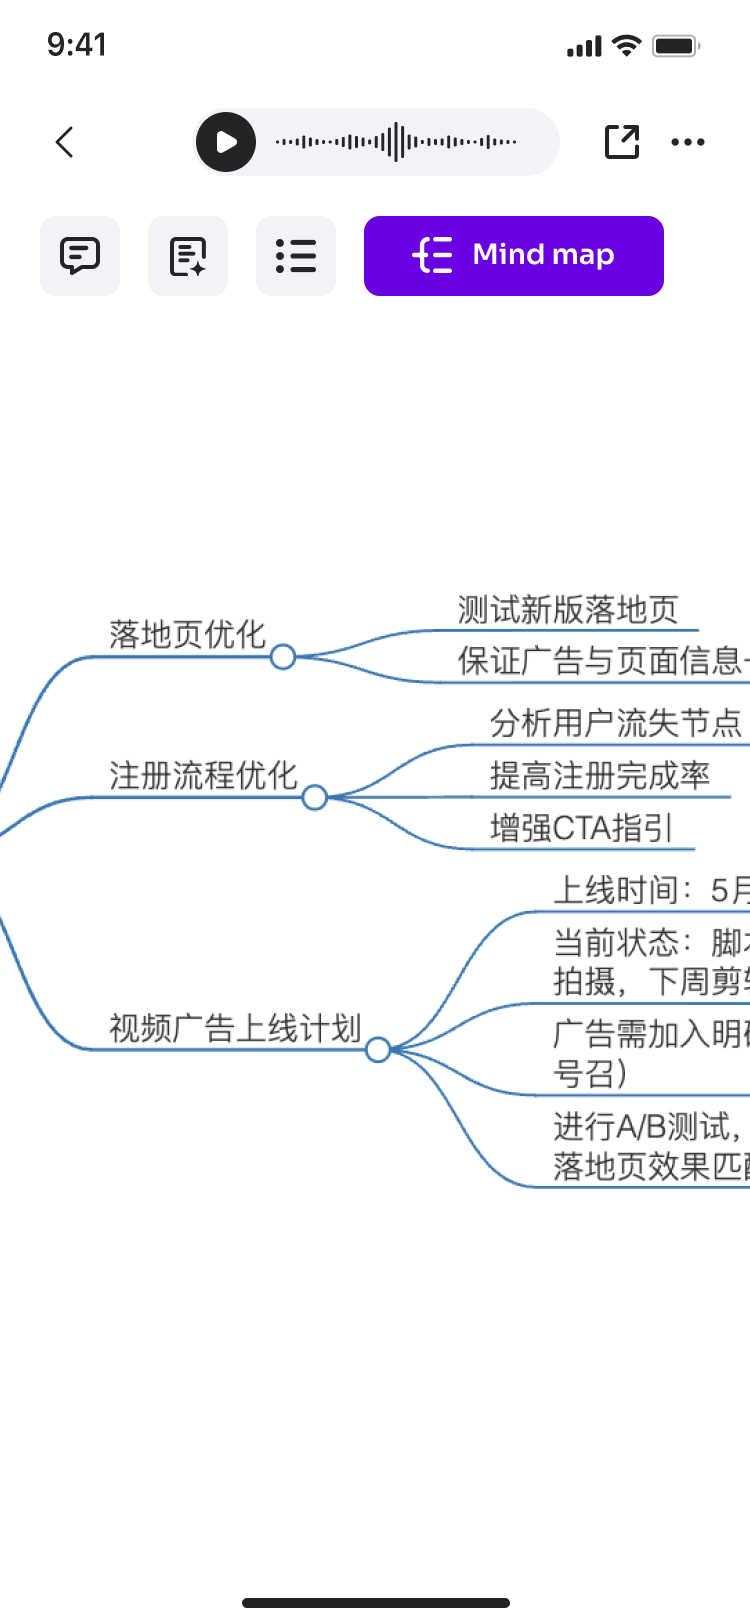 9:41
Mind map
测试新版落地页
落地页优化
保证广告与页面信息
分析用户流失节点
注册流程优化
提高注册完成率
增强CTA指引
上线时间：5月
当前状态：脚
拍摄，下周剪
视频广告上线计划
广告需加入明
号召）
进行A/B测试，
落地页效果匹